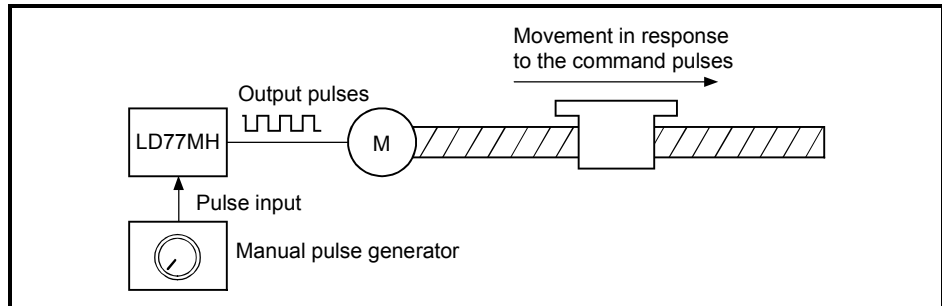 Movement in response
to the command pulses
Output pulses
LD77MH
M
Pulse input
Manual pulse generator